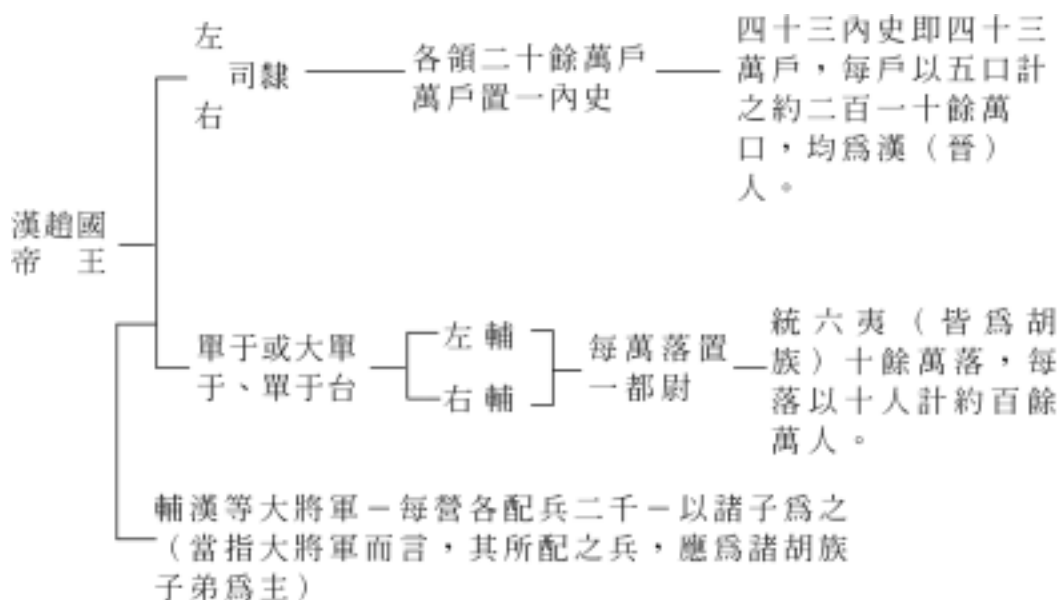 漢趙國
帝王
左
司隸
右
各領二十餘萬戶
萬戶置一內史
四十三內史即四十三
萬戶，每戶以五口計
之約二百一十餘萬
口，均爲漢（晉）
人。
單于或大單
于、單于台
左輔
右輔
每萬落置
一都尉
統六夷（皆爲胡
族）十餘萬落，每
落以十人計約百餘
萬人。
輔漢等大將軍－每營各配兵二千－以諸子爲之
（當指大將軍而言，其所配之兵，應爲諸胡族
子弟爲主）